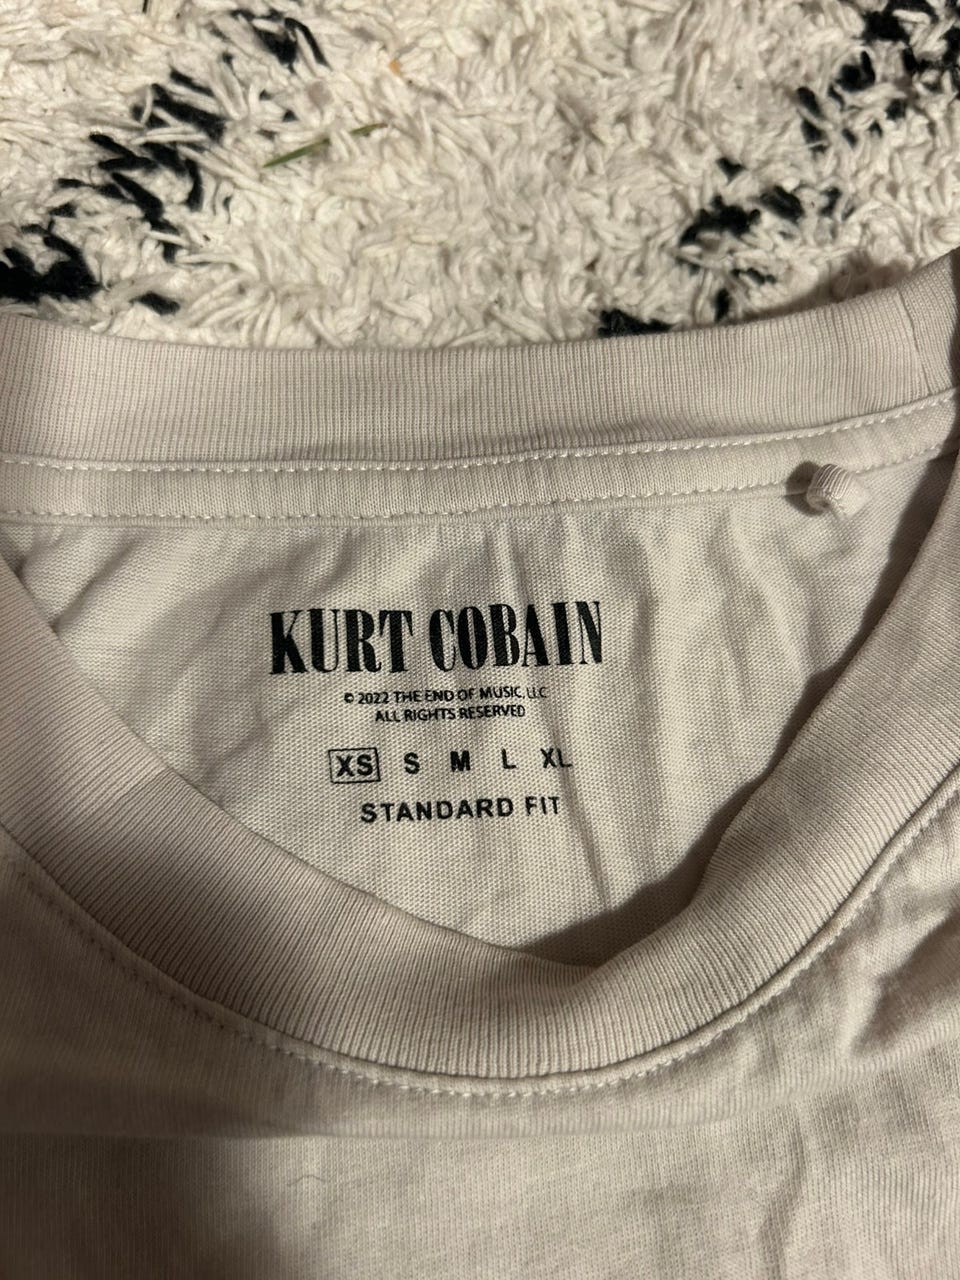 KURT COBAIN
© 2022 THE END OF MUSIC, LLC
ALL RIGHTS RESERVED
XS S M L XL
STANDARD FIT